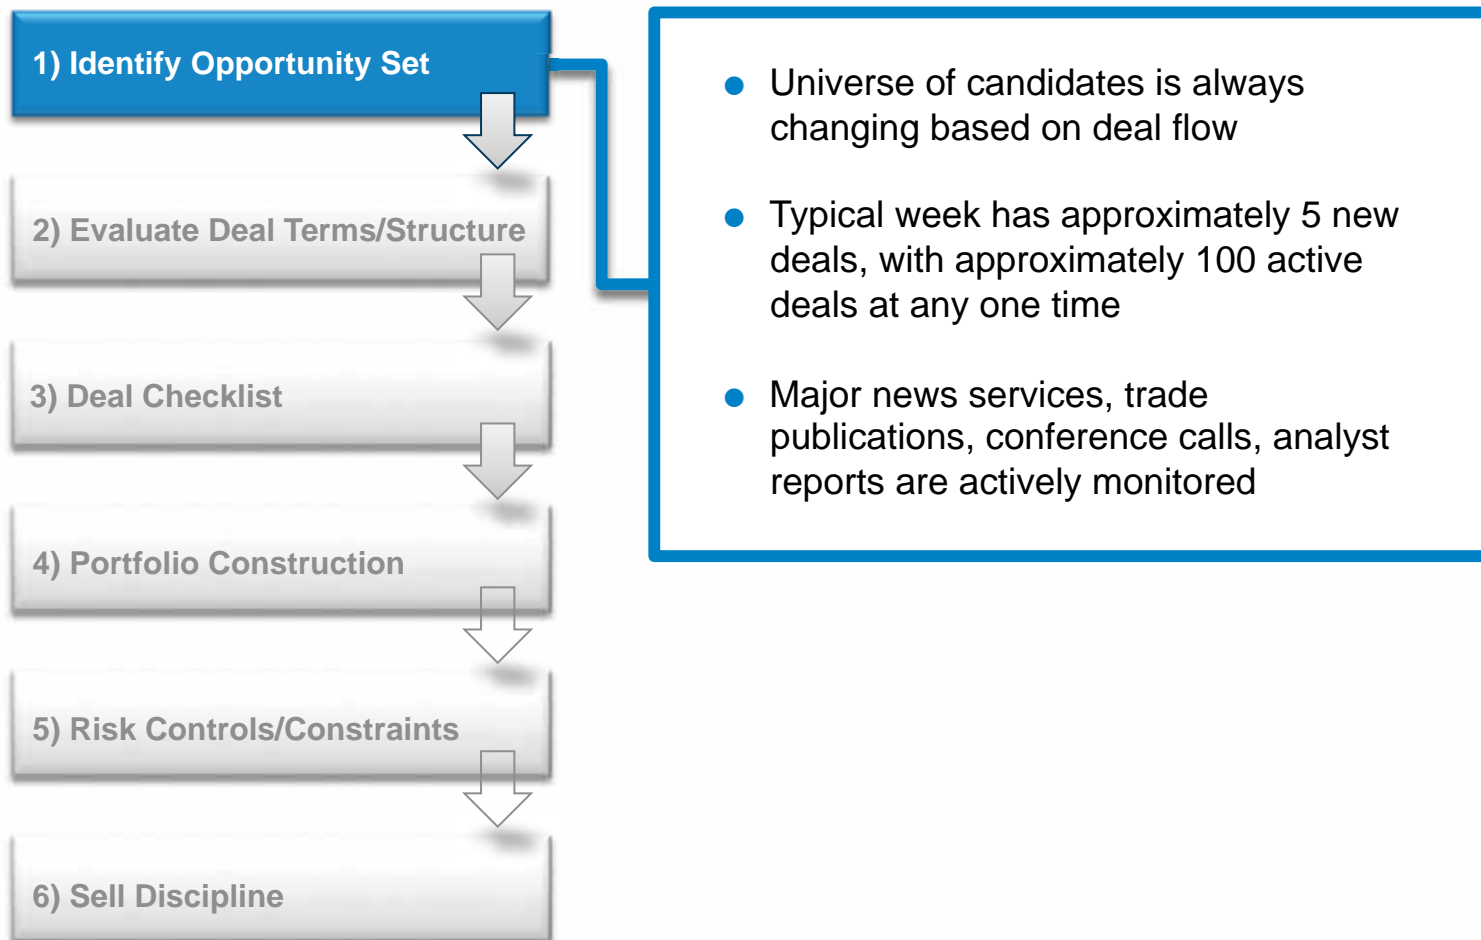 1) Identify Opportunity Set
2) Evaluate Deal Terms/Structure
3) Deal Checklist
4) Portfolio Construction
5) Risk Controls/Constraints
6) Sell Discipline
● Universe of candidates is always
changing based on deal flow
● Typical week has approximately 5 new
deals, with approximately 100 active
deals at any one time
● Major news services, trade
publications, conference calls, analyst
reports are actively monitored